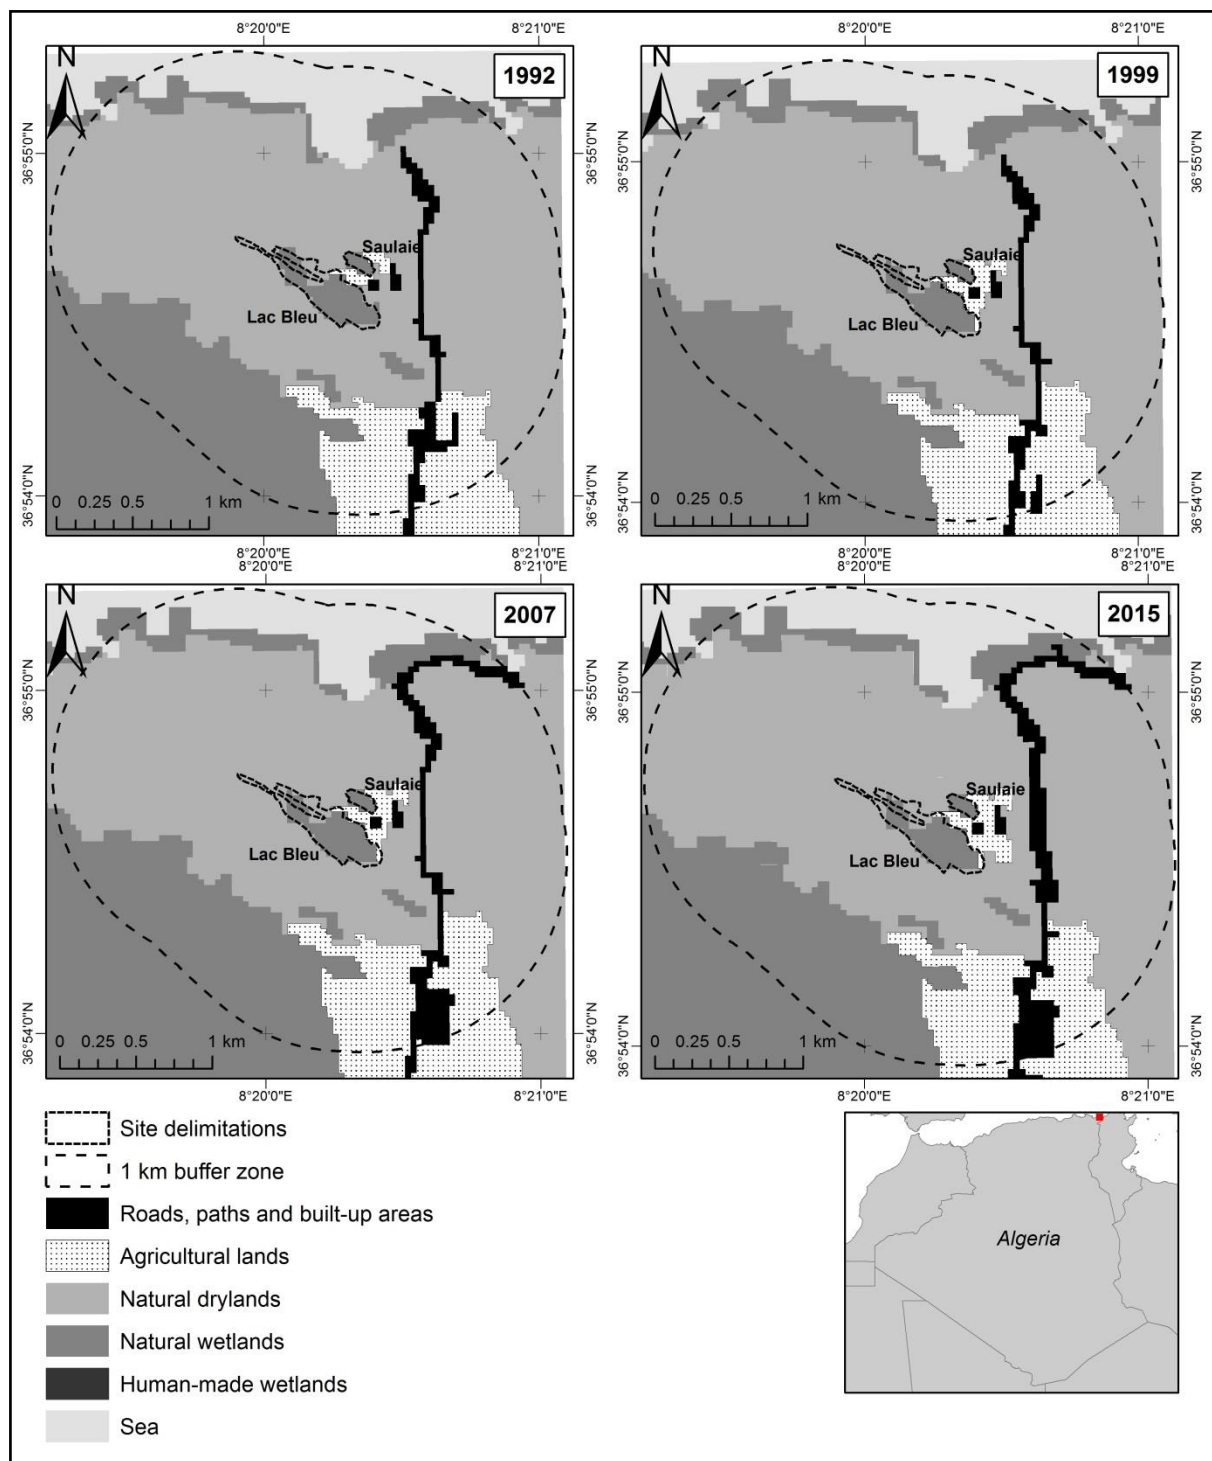 8°20'0"E 8°21'0"E 8°20'0"E 8°21'0"E
N 1992 N 1999
36°55'0"N 36°55'0"N 36°55'0"N 36°55'0"N
Saulaie Saulaie
Lac Bleu Lac Bleu
36°54'0"N 36°54'0"N 36°54'0"N 36°54'0"N
0 0.25 0.5 1 km 0 0.25 0.5 1 km
8°20'0"E 8°21'0"E 8°20'0"E 8°21'0"E
8°20'0"E 8°21'0"E 8°20'0"E 8°21'0"E
N 2007 N 2015
36°55'0"N 36°55'0"N 36°55'0"N 36°55'0"N
Saulaie Saulaie
Lac Bleu Lac Bleu
36°54'0"N 36°54'0"N 36°54'0"N 36°54'0"N
0 0.25 0.5 1 km 0 0.25 0.5 1 km
8°20'0"E 8°21'0"E 8°20'0"E 8°21'0"E
Site delimitations
1 km buffer zone
Roads, paths and built-up areas
Agricultural lands
Natural drylands
Natural wetlands
Human-made wetlands
Sea
Algeria